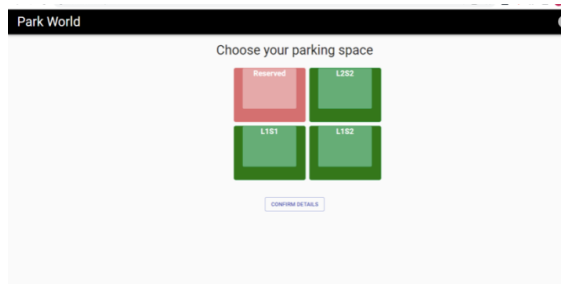 Park World
Choose your parking space
Reserved
L2S2
L1S1
L1S2
CONFIRM DETAILS